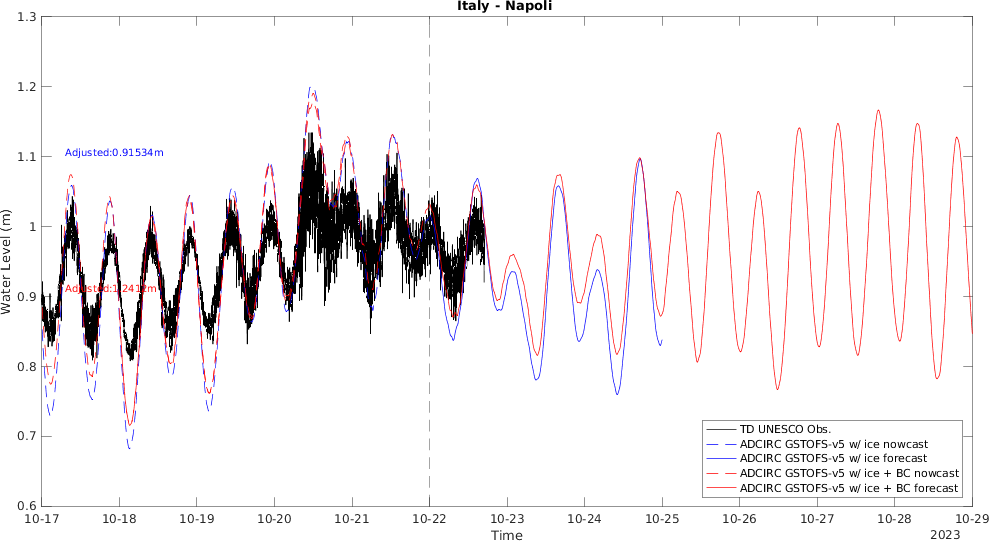 Italy - Napoli
1.3
1.2
1.1
1
0.9
0.8
0.7
0.6
Water Level (m)
Adjusted:0.91534m
TD UNESCO Obs.
ADCIRC GSTOFS-v5 w/ ice nowcast
ADCIRC GSTOFS-v5 w/ ice forecast
ADCIRC GSTOFS-v5 w/ ice + BC nowcast
ADCIRC GSTOFS-v5 w/ ice + BC forecast
10-17 10-18 10-19 10-20 10-21 10-22 10-23 10-24 10-25 10-26 10-27 10-28 10-29
Time
2023